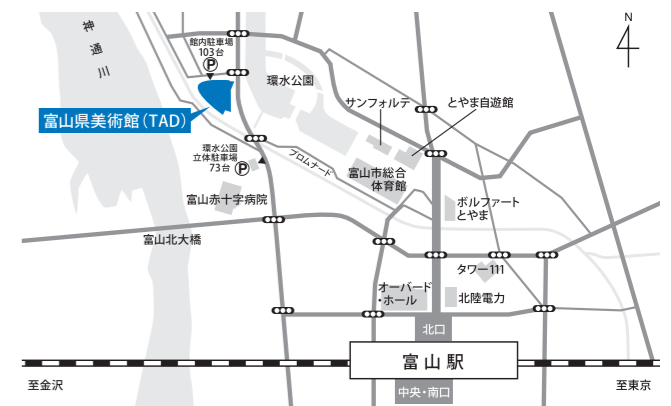 N
神通川
館内駐車場
103台
P
環水公園
サンフォルテ
とやま自遊館
富山県美術館（TAD）
環水公園
立体駐車場
73台
P
プロムナード
富山市総合
体育館
富山赤十字病院
ボルファート
とやま
富山北大橋
タワー111
オーバード
・ホール
北陸電力
北口
富山駅
至金沢
至東京
中央・南口